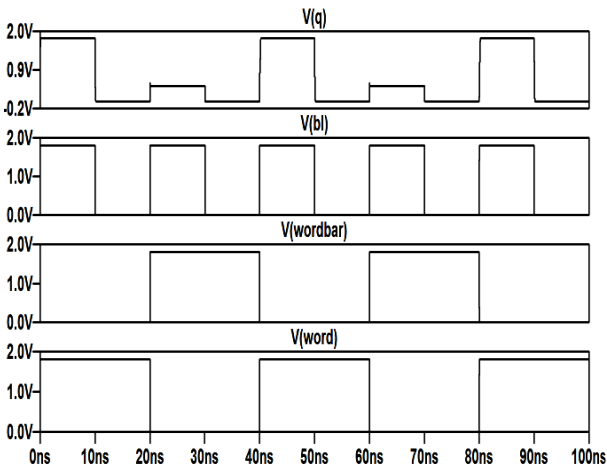 V(q)
2.0V
0.9V
-0.2V
V(bl)
2.0V
1.0V
0.0V
V(wordbar)
2.0V
1.0V
0.0V
V(word)
2.0V
1.0V
0.0V
0ns 10ns 20ns 30ns 40ns 50ns 60ns 70ns 80ns 90ns 100ns